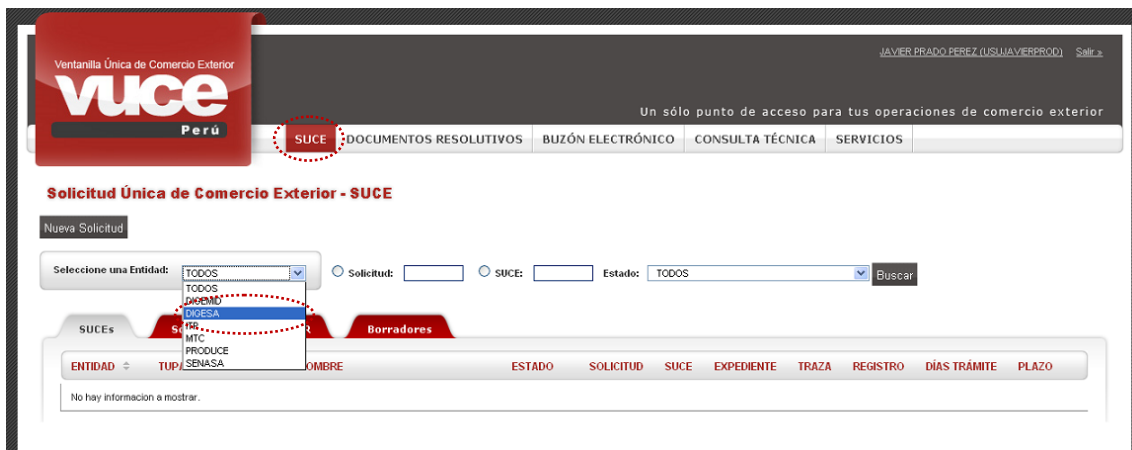 JAVIER PRADO PEREZ (USUJAVIERPROD) Salir »
Ventanilla Única de Comercio Exterior
vuce
Perú
Un sólo punto de acceso para tus operaciones de comercio exterior
SUCE DOCUMENTOS RESOLUTIVOS BUZÓN ELECTRÓNICO CONSULTA TÉCNICA SERVICIOS
Solicitud Única de Comercio Exterior - SUCE
Nueva Solicitud
Seleccione una Entidad: TODOS Solicitud: SUCE: Estado: TODOS Buscar
TODOS
DIGEMID
DIGESA
MTC
PRODUCE
SENASA
SUCEs Borradores
ENTIDAD ESTADO SOLICITUD SUCE EXPEDIENTE TRAZA REGISTRO DÍAS TRÁMITE PLAZO
No hay informacion a mostrar.